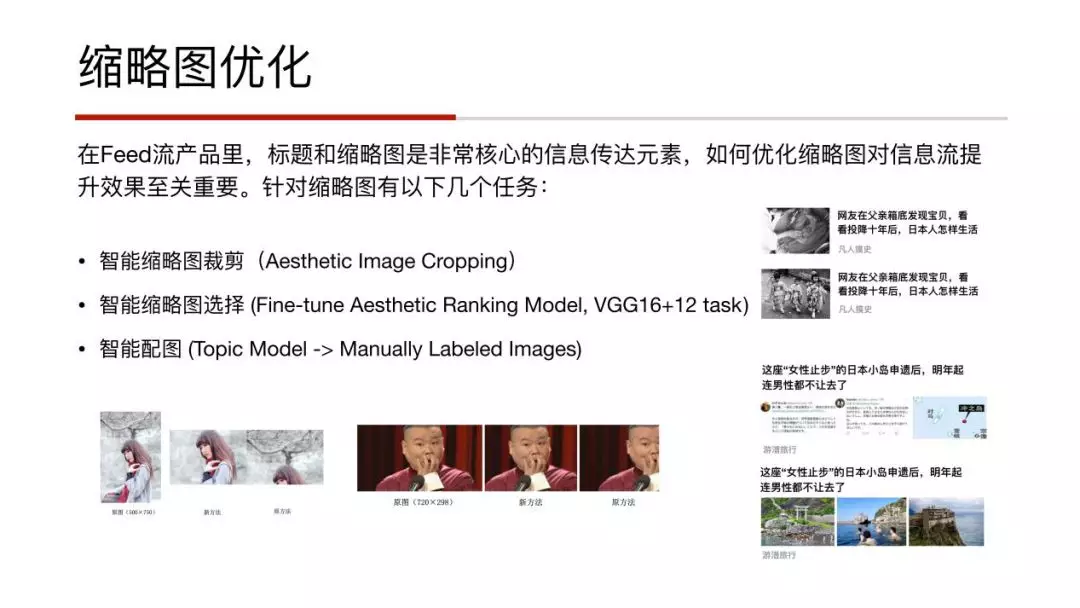 缩略图优化
在Feed流产品里，标题和缩略图是非常核心的信息传达元素，如何优化缩略图对信息流提
升效果至关重要。针对缩略图有以下几个任务：
• 智能缩略图裁剪（Aesthetic Image Cropping）
• 智能缩略图选择 (Fine-tune Aesthetic Ranking Model, VGG16+12 task)
• 智能配图 (Topic Model -> Manually Labeled Images)
网友在父亲箱底发现宝贝，看
看投降十年后，日本人怎样生活
凡人摸史
网友在父亲箱底发现宝贝，看
看投降十年后，日本人怎样生活
凡人摸史
这座“女性止步”的日本小岛申遗后，明年起
连男性都不让去了
冲之岛
游漄旅行
这座“女性止步”的日本小岛申遗后，明年起
连男性都不让去了
游漄旅行
新方法
原方法
原图（720×298）
新方法
原方法